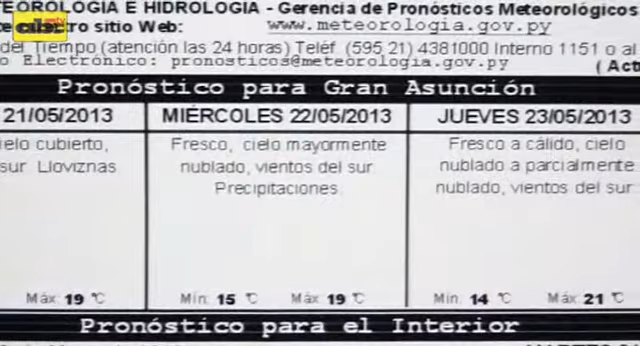 TEOROLOGIA E HIDROLOGIA - Gerencia de Pronósticos Meteorológicos
tro sitio Web: www.meteorologia.gov.py
del Tiempo (atención las 24 horas) Teléf. (595 21) 4381000 Interno 1151 o al
o Electrónico: pronosticos@meteorologia.gov.py (Act
Pronóstico para Gran Asunción
21/05/2013 MIÉRCOLES 22/05/2013 JUEVES 23/05/2013
ielo cubierto, Fresco, cielo mayormente Fresco a cálido, cielo
sur Lloviznas nublado, vientos del sur nublado a parcialmente
Precipitaciones nublado, vientos del sur
Máx: 19 °C Mín: 15 °C Máx: 19 °C Mín: 14 °C Máx: 21 °C
Pronóstico para el Interior